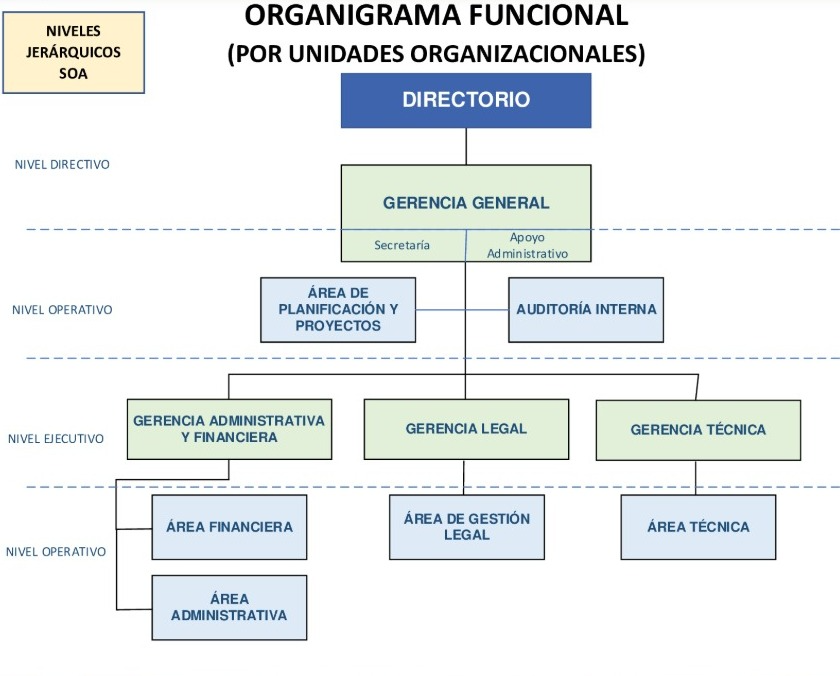 ORGANIGRAMA FUNCIONAL
(POR UNIDADES ORGANIZACIONALES)
NIVELES
JERÁRQUICOS
SOA
DIRECTORIO
NIVEL DIRECTIVO
GERENCIA GENERAL
Secretaría
Apoyo
Administrativo
NIVEL OPERATIVO
ÁREA DE
PLANIFICACIÓN Y
PROYECTOS
AUDITORÍA INTERNA
NIVEL EJECUTIVO
GERENCIA ADMINISTRATIVA
Y FINANCIERA
GERENCIA LEGAL
GERENCIA TÉCNICA
NIVEL OPERATIVO
ÁREA FINANCIERA
ÁREA DE GESTIÓN
LEGAL
ÁREA TÉCNICA
ÁREA
ADMINISTRATIVA